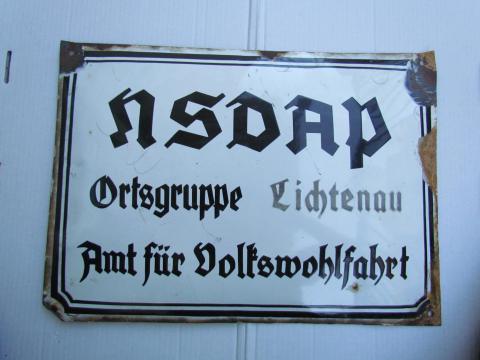 NSDAP
Ortsgruppe Lichtenau
Amt für Volkswohlfahrt